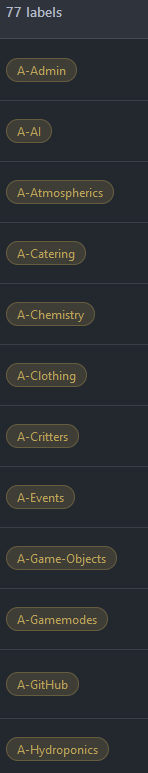 77 labels
A-Admin
A-AI
A-Atmospherics
A-Catering
A-Chemistry
A-Clothing
A-Critters
A-Events
A-Game-Objects
A-Gamemodes
A-GitHub
A-Hydroponics